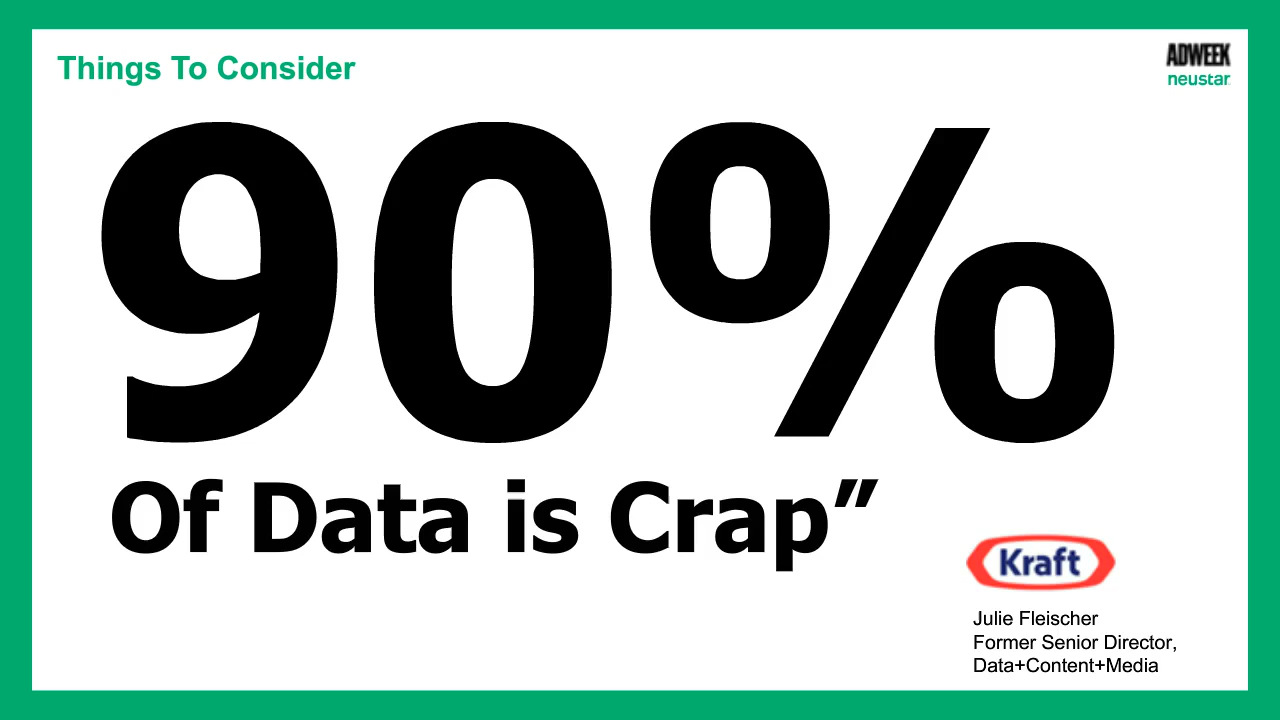 Things To Consider
ADWEEK
neustar
90%
Of Data is Crap”
Kraft
Julie Fleischer
Former Senior Director,
Data+Content+Media